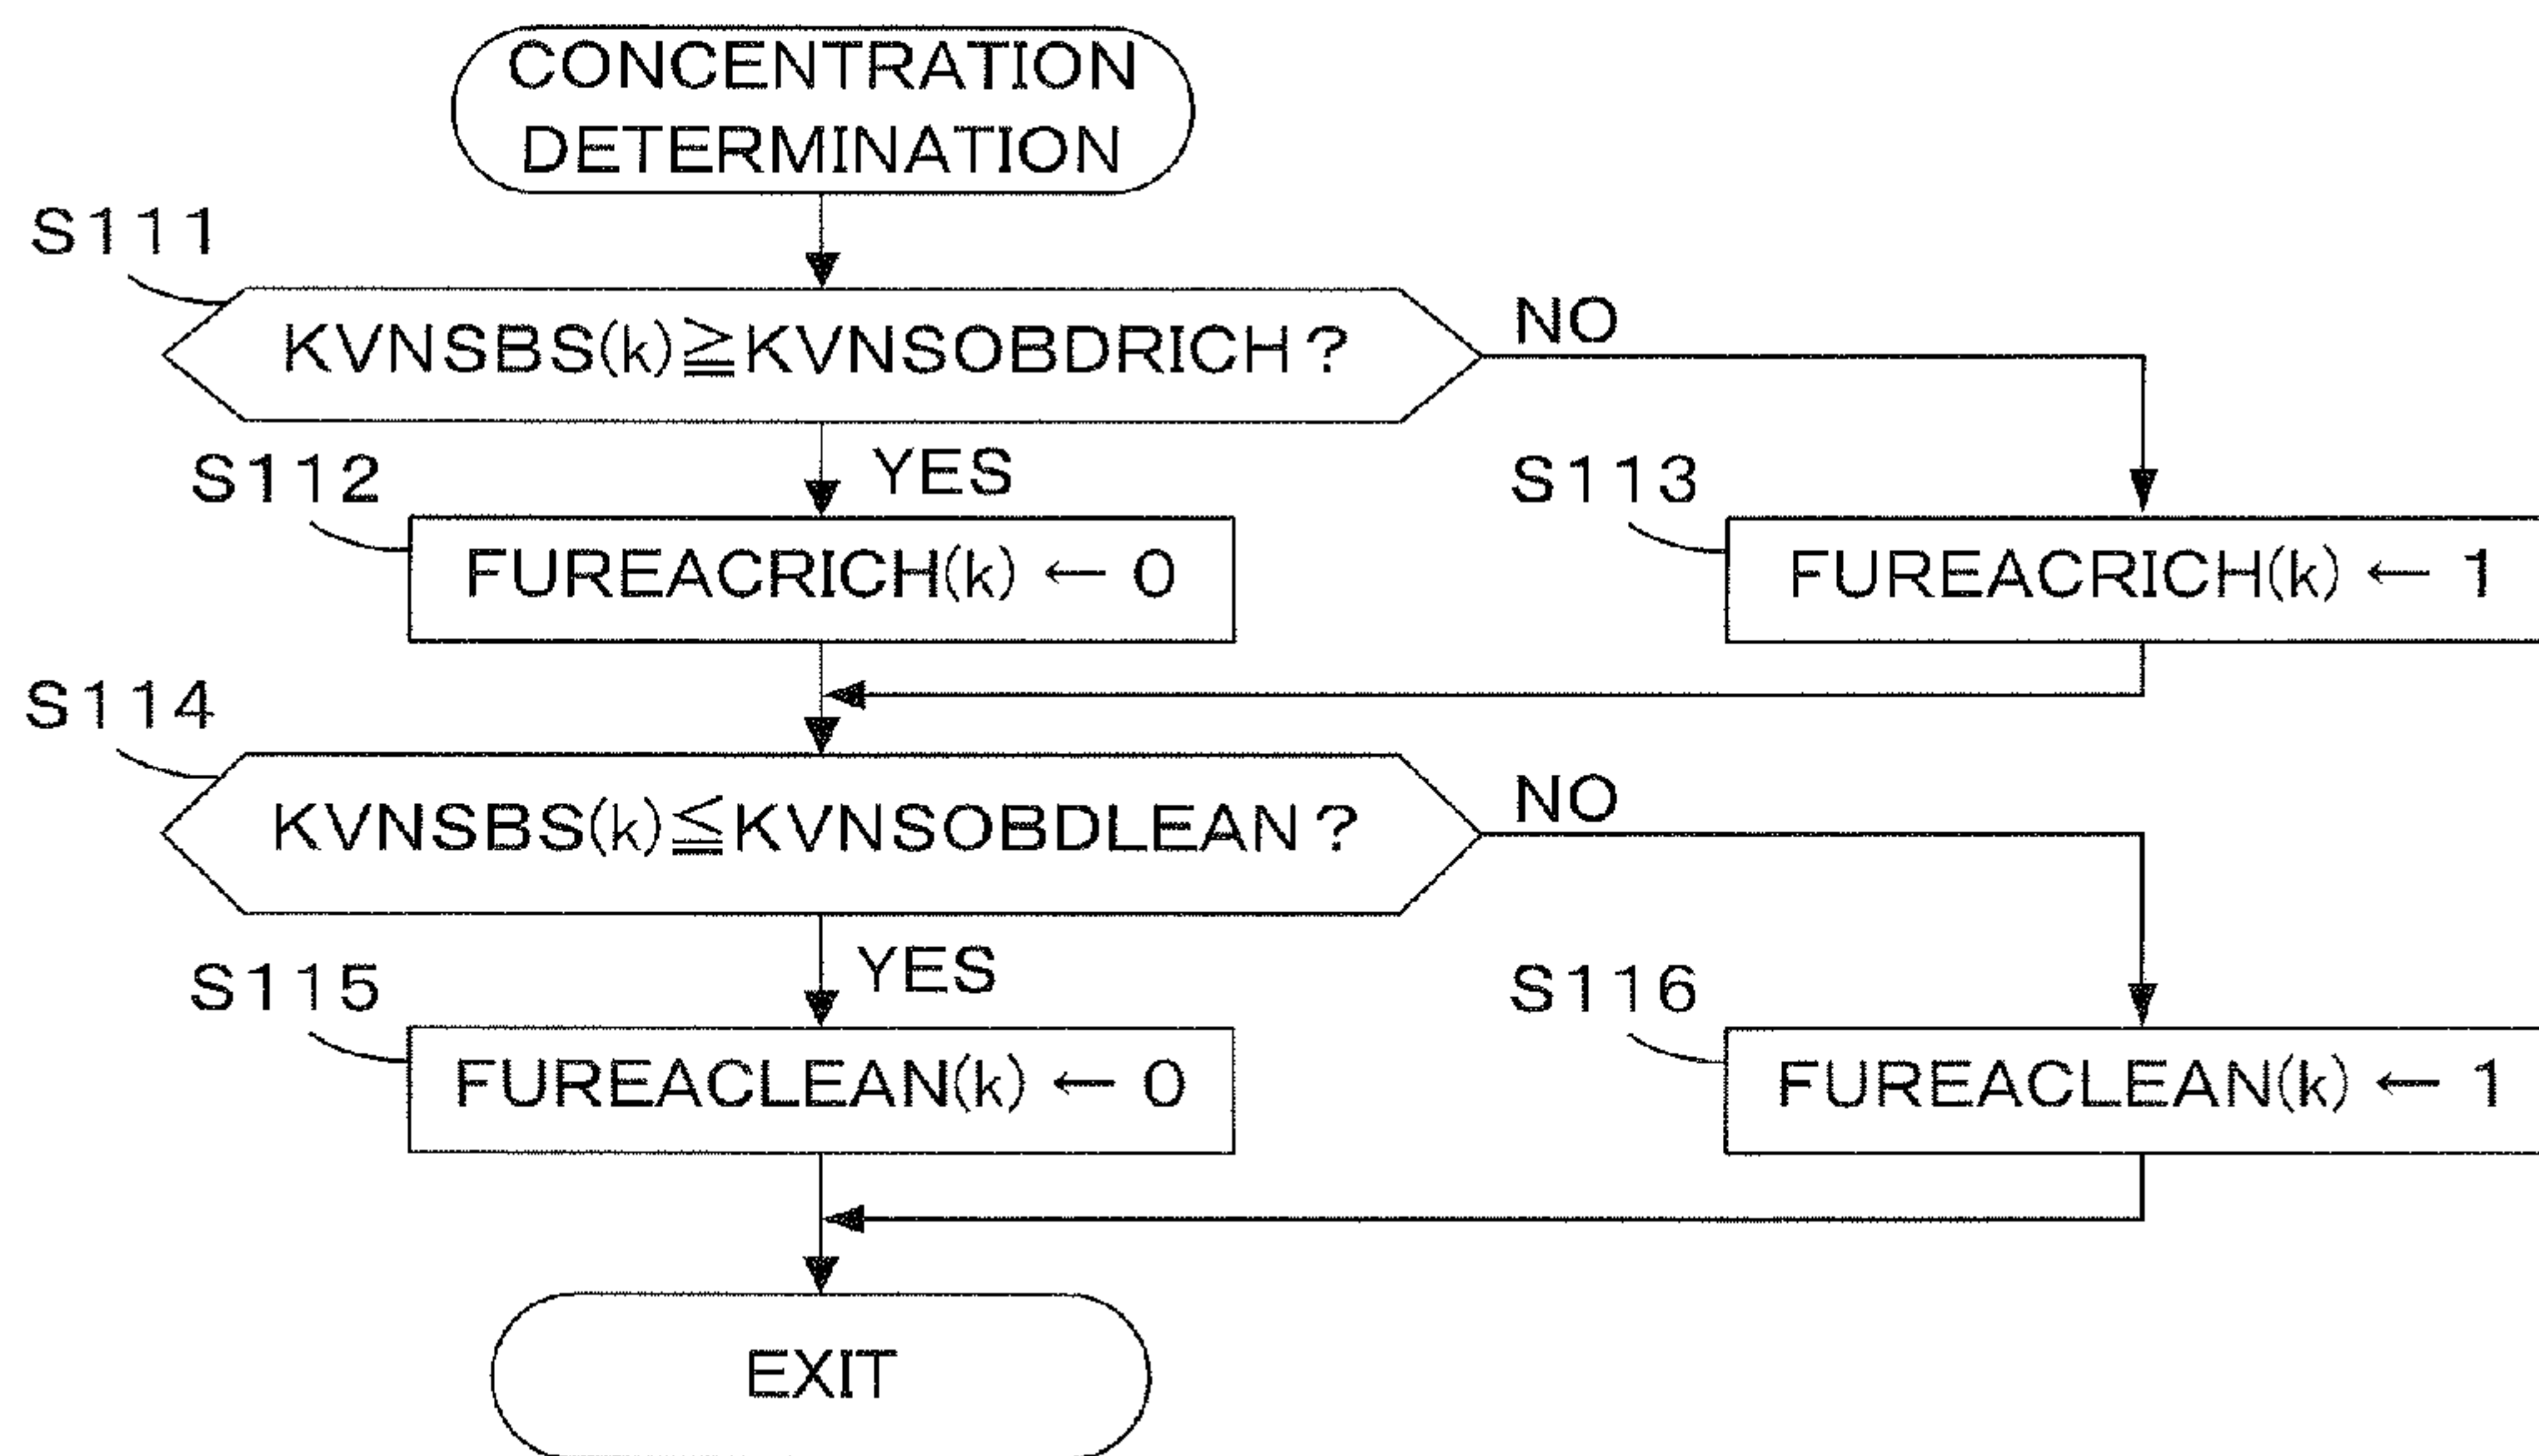 CONCENTRATION
DETERMINATION
S111
KVNSBS(k)≧KVNSOBDRICH?
NO
YES
S112
FUREACRICH(k) ← 0
S113
FUREACRICH(k) ← 1
S114
KVNSBS(k)≦KVNSOBDLEAN?
NO
YES
S115
FUREACLEAN(k) ← 0
S116
FUREACLEAN(k) ← 1
EXIT